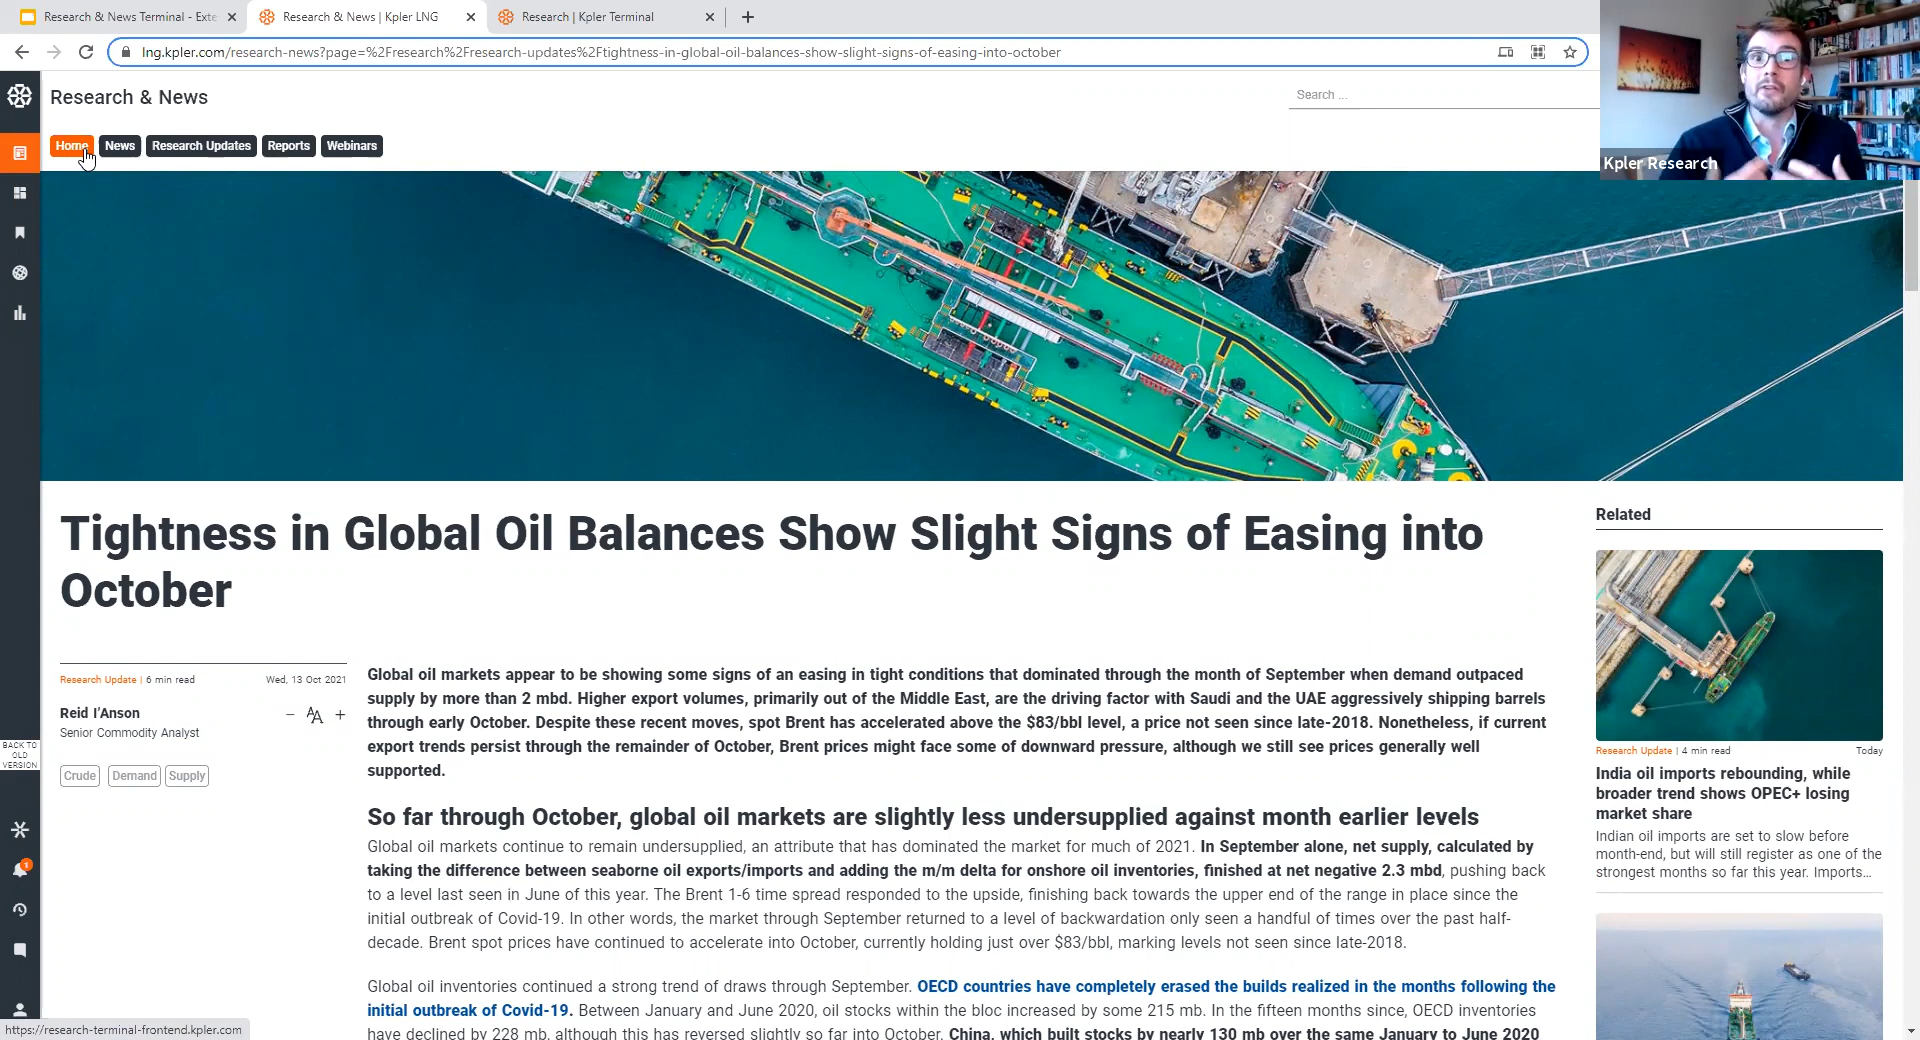 Research & News Terminal - Exte
Research & News | Kpler LNG
Research | Kpler Terminal
lng.kpler.com/research-news?page=%2Fresearch%2Fresearch-updates%2Ftightness-in-global-oil-balances-show-slight-signs-of-easing-into-october
Research & News
Search ...
Kpler Research
Home
News
Research Updates
Reports
Webinars
Tightness in Global Oil Balances Show Slight Signs of Easing into
October
Research Update | 6 min read
Wed, 13 Oct 2021
Reid I'Anson
Senior Commodity Analyst
Crude
Demand
Supply
BACK TO
OLD
VERSION
1
Global oil markets appear to be showing some signs of an easing in tight conditions that dominated through the month of September when demand outpaced
supply by more than 2 mbd. Higher export volumes, primarily out of the Middle East, are the driving factor with Saudi and the UAE aggressively shipping barrels
through early October. Despite these recent moves, spot Brent has accelerated above the $83/bbl level, a price not seen since late-2018. Nonetheless, if current
export trends persist through the remainder of October, Brent prices might face some of downward pressure, although we still see prices generally well
supported.
So far through October, global oil markets are slightly less undersupplied against month earlier levels
Global oil markets continue to remain undersupplied, an attribute that has dominated the market for much of 2021. In September alone, net supply, calculated by
taking the difference between seaborne oil exports/imports and adding the m/m delta for onshore oil inventories, finished at net negative 2.3 mbd, pushing back
to a level last seen in June of this year. The Brent 1-6 time spread responded to the upside, finishing back towards the upper end of the range in place since the
initial outbreak of Covid-19. In other words, the market through September returned to a level of backwardation only seen a handful of times over the past half-
decade. Brent spot prices have continued to accelerate into October, currently holding just over $83/bbl, marking levels not seen since late-2018.
Global oil inventories continued a strong trend of draws through September. OECD countries have completely erased the builds realized in the months following the
initial outbreak of Covid-19. Between January and June 2020, oil stocks within the bloc increased by some 215 mb. In the fifteen months since, OECD inventories
have declined by 228 mb, although this has reversed slightly so far into October. China, which built stocks by nearly 130 mb over the same January to June 2020
Related
Research Update | 4 min read
Today
India oil imports rebounding, while
broader trend shows OPEC+ losing
market share
Indian oil imports are set to slow before
month-end, but will still register as one of the
strongest months so far this year. Imports...
https://research-terminal-frontend.kpler.com